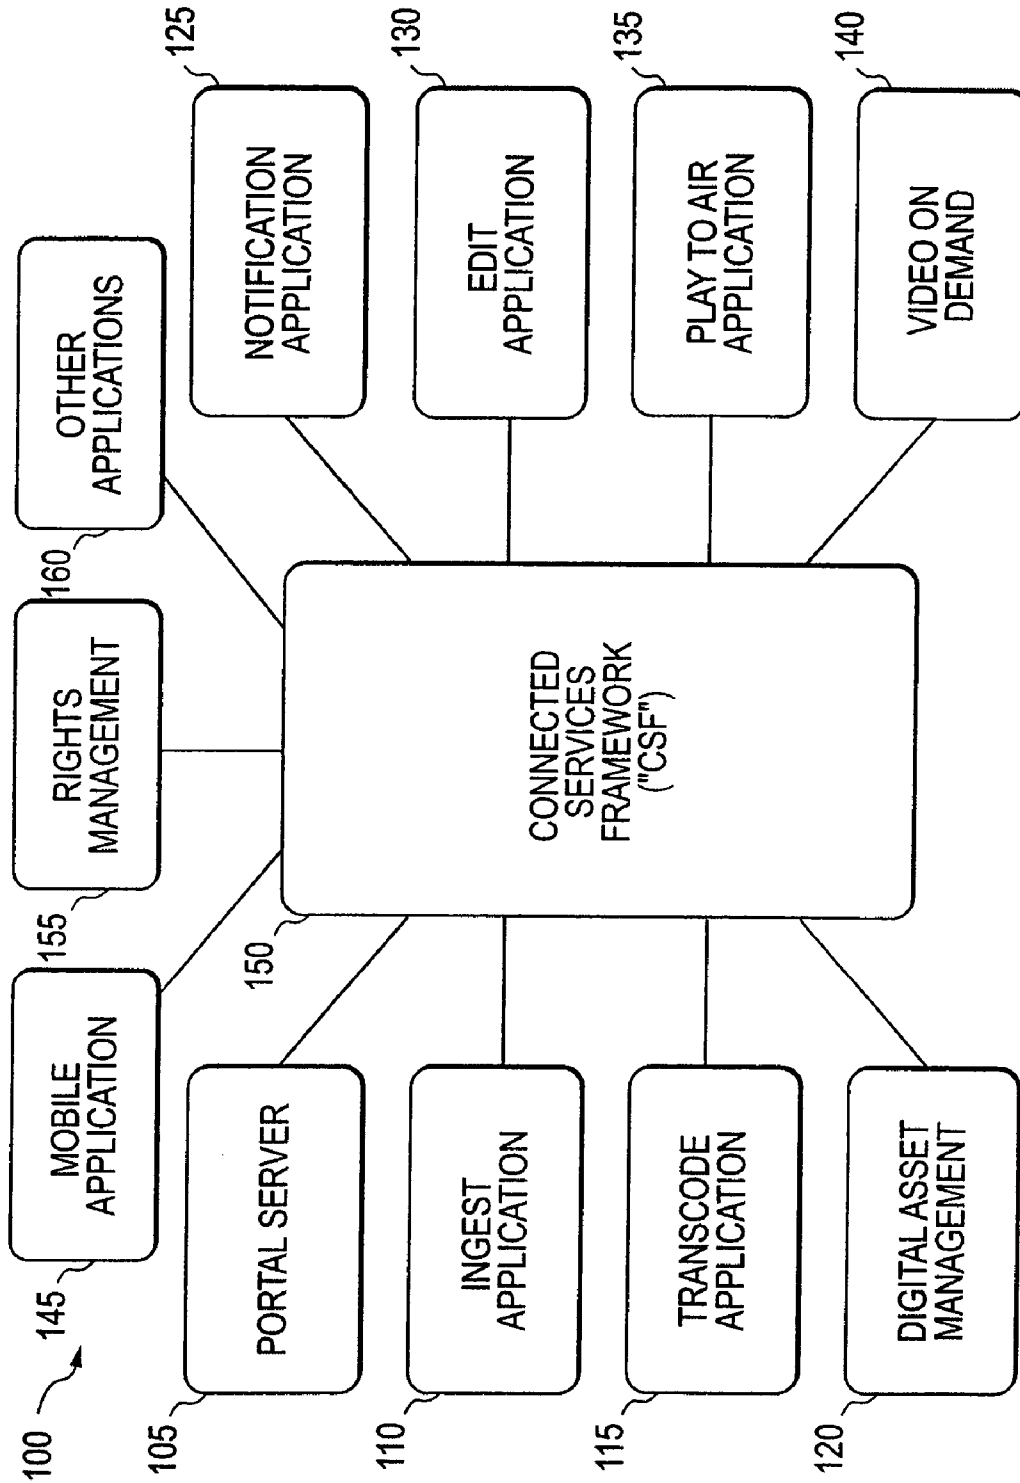 100
145
MOBILE
APPLICATION
155
RIGHTS
MANAGEMENT
160
OTHER
APPLICATIONS
105
PORTAL SERVER
110
INGEST
APPLICATION
115
TRANSCODE
APPLICATION
120
DIGITAL ASSET
MANAGEMENT
150
CONNECTED
SERVICES
FRAMEWORK
("CSF")
125
NOTIFICATION
APPLICATION
130
EDIT
APPLICATION
135
PLAY TO AIR
APPLICATION
140
VIDEO ON
DEMAND